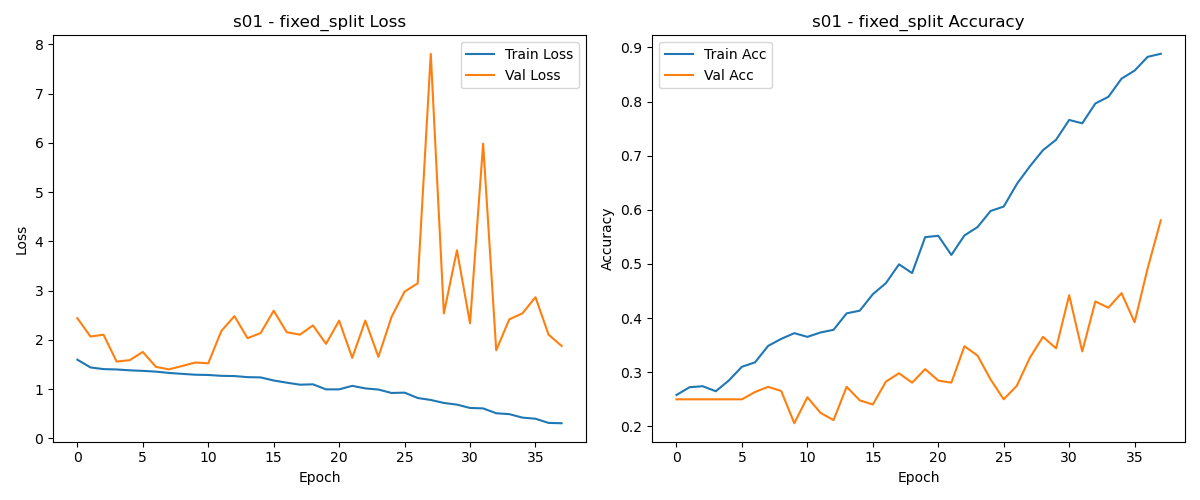 s01 - fixed_split Loss
8
7
6
5
4
3
2
1
0
Loss
Train Loss
Val Loss
0 5 10 15 20 25 30 35
Epoch
s01 - fixed_split Accuracy
0.9
0.8
0.7
0.6
0.5
0.4
0.3
0.2
Accuracy
Train Acc
Val Acc
0 5 10 15 20 25 30 35
Epoch